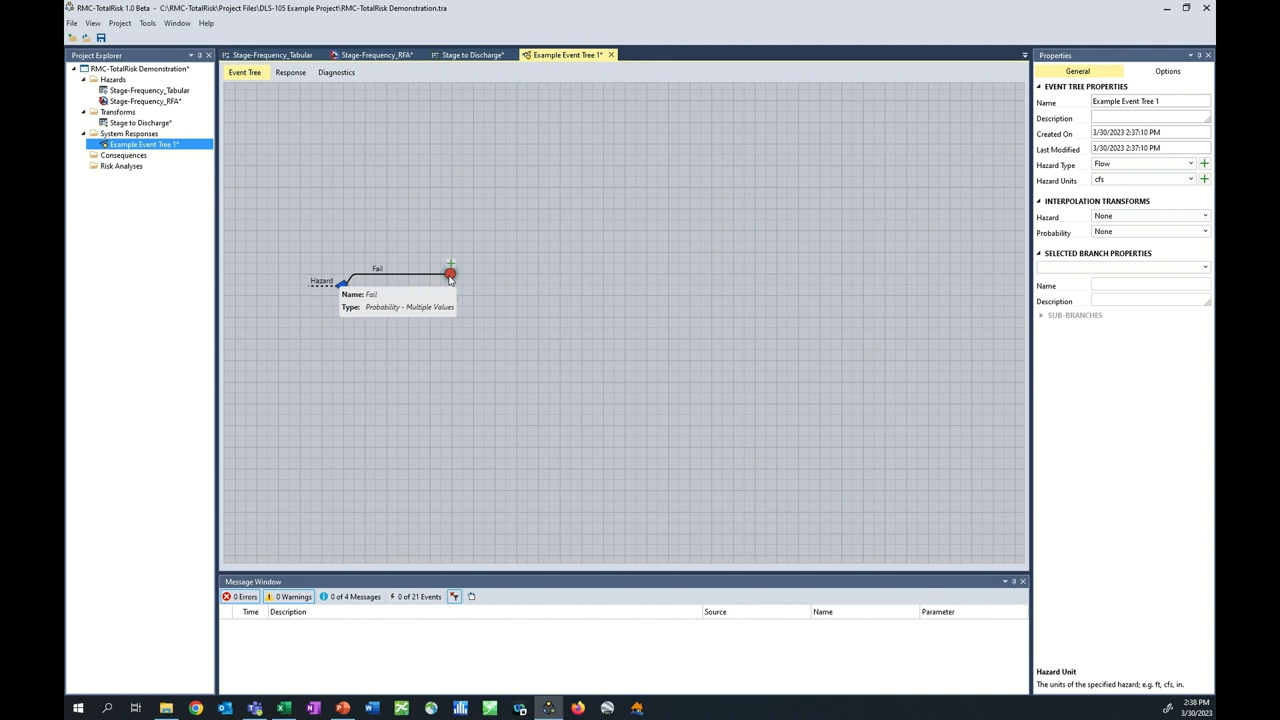 RMC-TotalRisk 1.0 Beta - C:\RMC-TotalRisk\Project Files\DLS-105 Example Project\RMC-TotalRisk Demonstration.tra
File View Project Tools Window Help
Project Explorer
RMC-TotalRisk Demonstration*
Hazards
Stage-Frequency_Tabular
Stage-Frequency_RFA*
Transforms
Stage to Discharge*
System Responses
Example Event Tree 1*
Consequences
Risk Analyses
Stage-Frequency_Tabular Stage-Frequency_RFA* Stage to Discharge* Example Event Tree 1*
Event Tree Response Diagnostics
Hazard
Fail
Name: Fail
Type: Probability - Multiple Values
Message Window
0 Errors 0 Warnings 0 of 4 Messages 0 of 21 Events
Time Description Source Name Parameter
Properties
General Options
EVENT TREE PROPERTIES
Name Example Event Tree 1
Description
Created On 3/30/2023 2:37:10 PM
Last Modified 3/30/2023 2:37:10 PM
Hazard Type Flow
Hazard Units cfs
INTERPOLATION TRANSFORMS
Hazard None
Probability None
SELECTED BRANCH PROPERTIES
Name
Description
SUB-BRANCHES
Hazard Unit
The units of the specified hazard; e.g. ft, cfs, in.
2:38 PM
3/30/2023